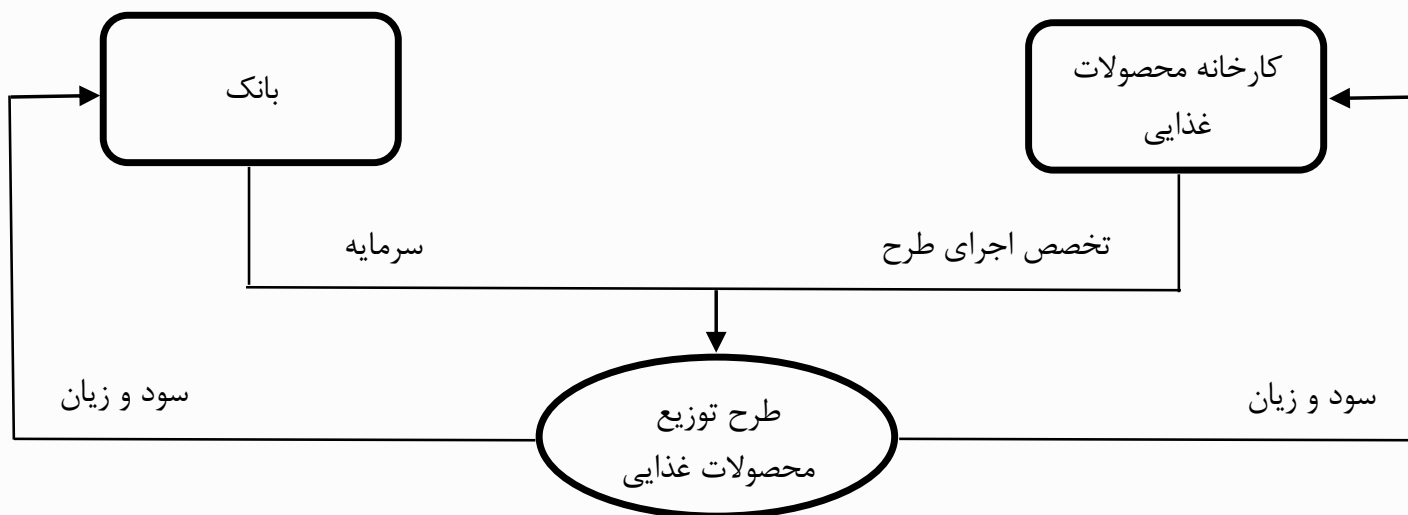 کارخانه محصولات
غذایی
بانک
تخصص اجرای طرح
سرمایه
سود و زیان
طرح توزیع
محصولات غذایی
سود و زیان